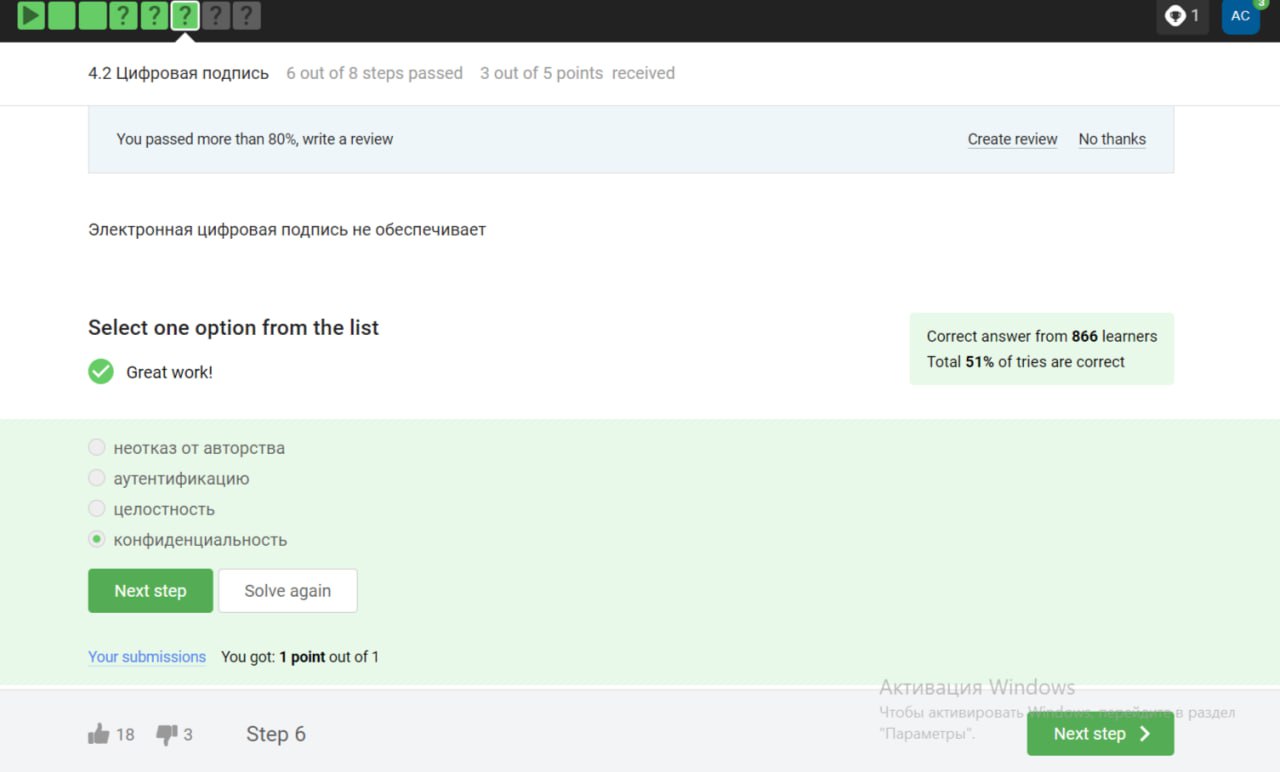 ? ? ? ? ? 1 AC 3
4.2 Цифровая подпись 6 out of 8 steps passed 3 out of 5 points received
You passed more than 80%, write a review Create review No thanks
Электронная цифровая подпись не обеспечивает
Select one option from the list
Correct answer from 866 learners
Total 51% of tries are correct
Great work!
неотказ от авторства
аутентификацию
целостность
конфиденциальность
Next step Solve again
Your submissions You got: 1 point out of 1
Активация Windows
Чтобы активировать Windows, перейдите в раздел
"Параметры".
18 3 Step 6 Next step